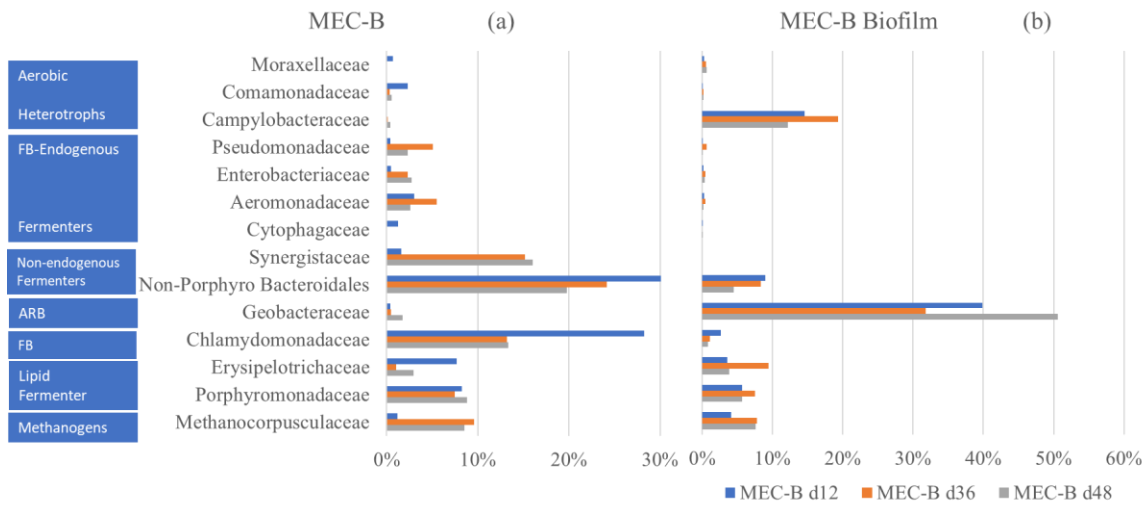 MEC-B (a) MEC-B Biofilm (b)
Aerobic
Heterotrophs
FB-Endogenous
Fermenters
Non-endogenous
Fermenters
ARB
FB
Lipid
Fermenter
Methanogens
Moraxellaceae
Comamonadaceae
Campylobacteraceae
Pseudomonadaceae
Enterobacteriaceae
Aeromonadaceae
Cytophagaceae
Synergistaceae
Non-Porphyro Bacteroidales
Geobacteraceae
Chlamydomonadaceae
Erysipelotrichaceae
Porphyromonadaceae
Methanocorpusculaceae
0% 10% 20% 30% 0% 10% 20% 30% 40% 50% 60%
MEC-B d12 MEC-B d36 MEC-B d48